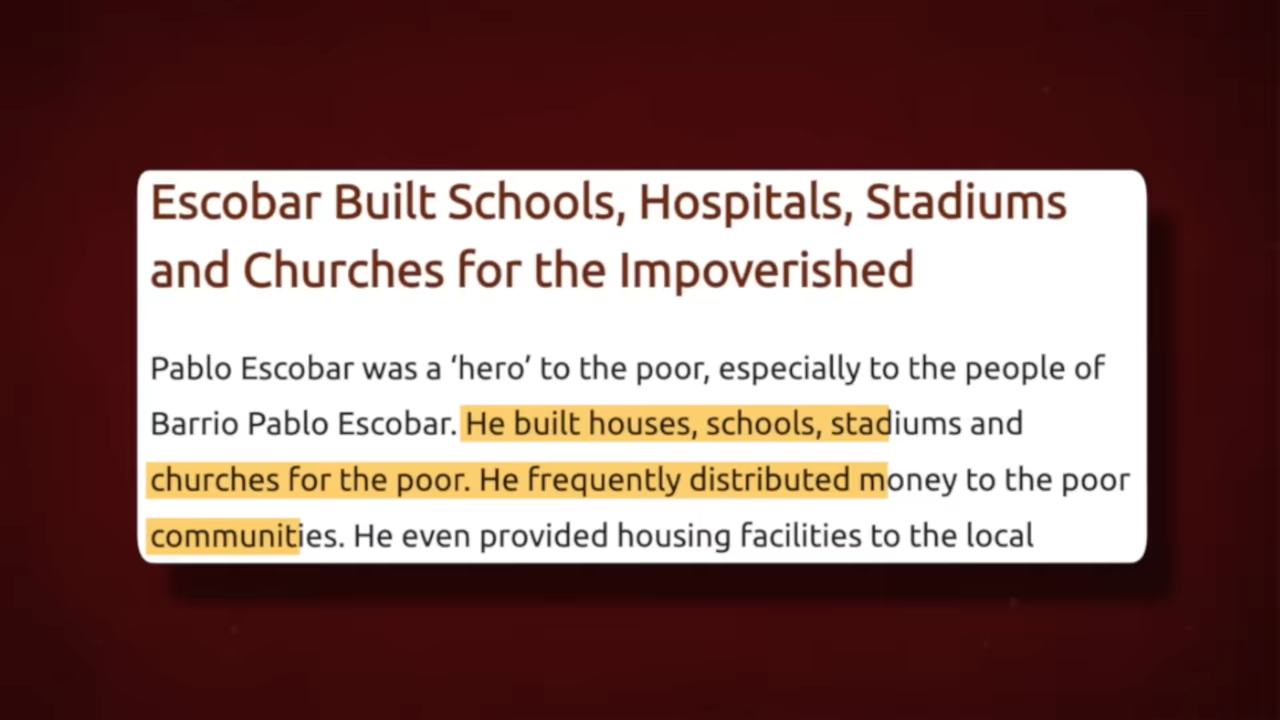 Escobar Built Schools, Hospitals, Stadiums
and Churches for the Impoverished
Pablo Escobar was a ‘hero’ to the poor, especially to the people of
Barrio Pablo Escobar. He built houses, schools, stadiums and
churches for the poor. He frequently distributed money to the poor
communities. He even provided housing facilities to the local